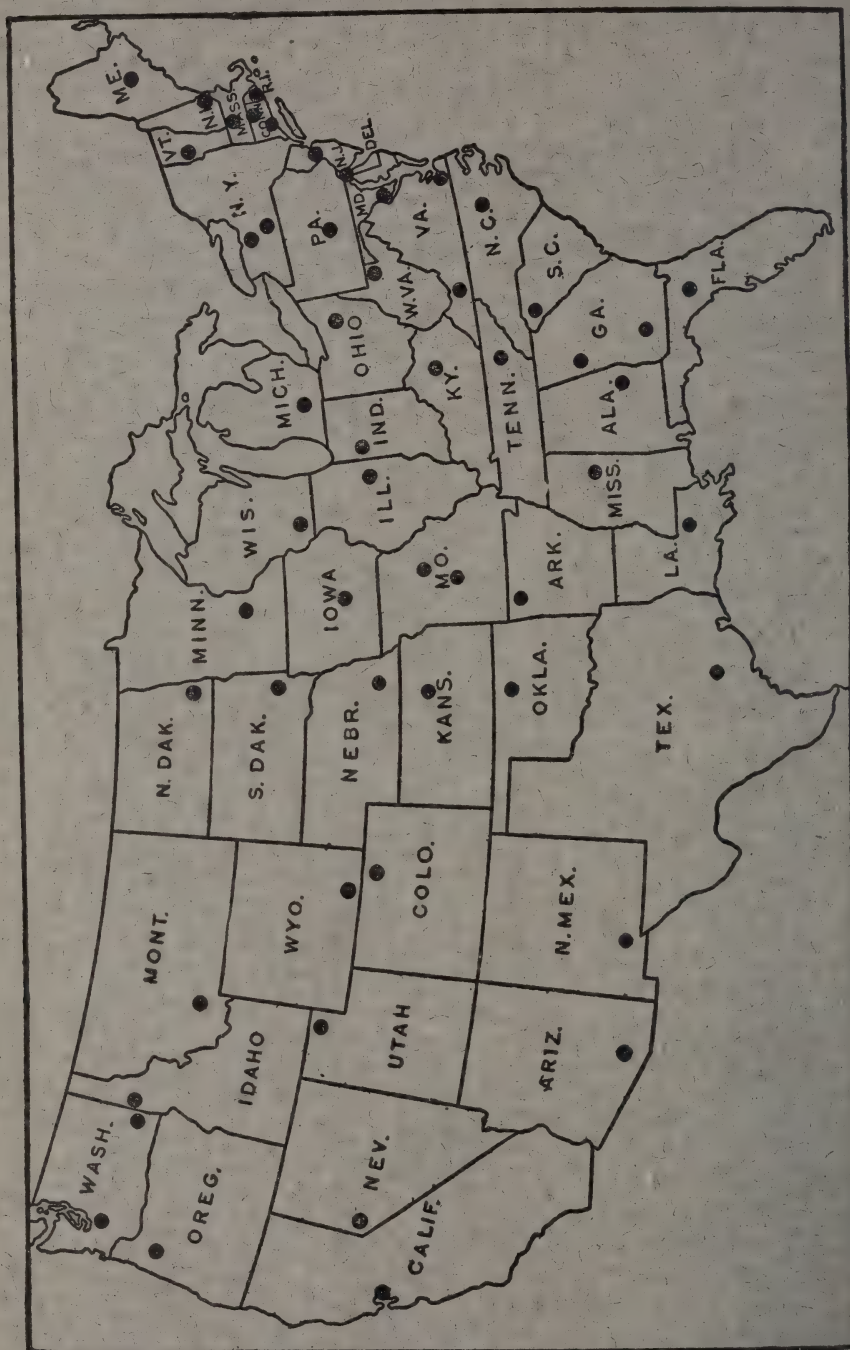 WASH.
OREG.
CALIF.
NEV.
IDAHO
MONT.
WYO.
UTAH
ARIZ.
COLO.
N.MEX.
N. DAK.
S. DAK.
NEBR.
KANS.
OKLA.
TEX.
MINN.
IOWA
MO.
ARK.
LA.
WIS.
ILL.
MISS.
MICH.
IND.
OHIO
KY.
TENN.
ALA.
GA.
FLA.
S.C.
N.C.
VA.
W.VA.
MD.
DEL.
PA.
N.J.
N.Y.
VT.
N.H.
MASS.
CONN.
R.I.
ME.